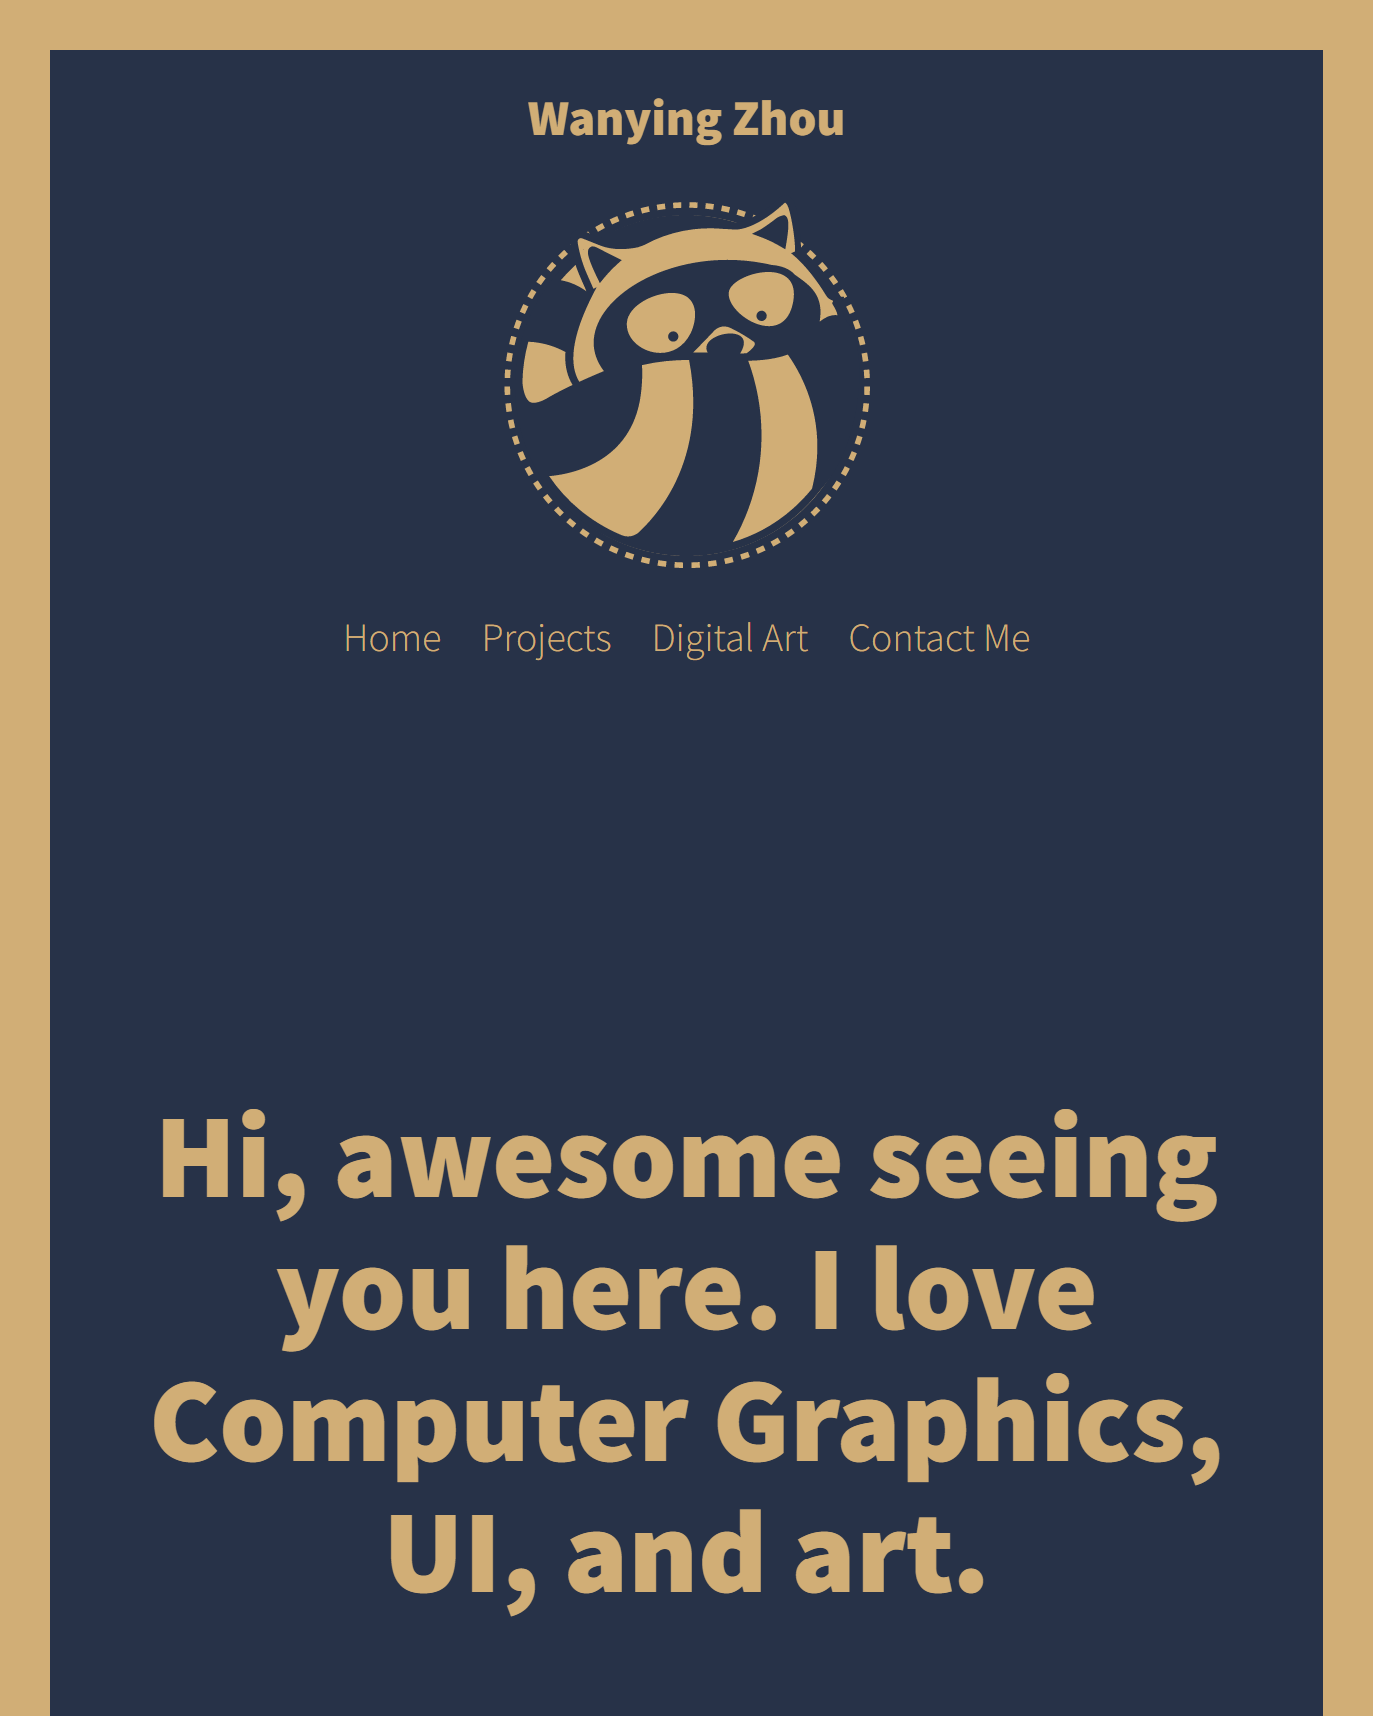 Wanying Zhou
Home Projects Digital Art Contact Me
Hi, awesome seeing
you here. I love
Computer Graphics,
UI, and art.